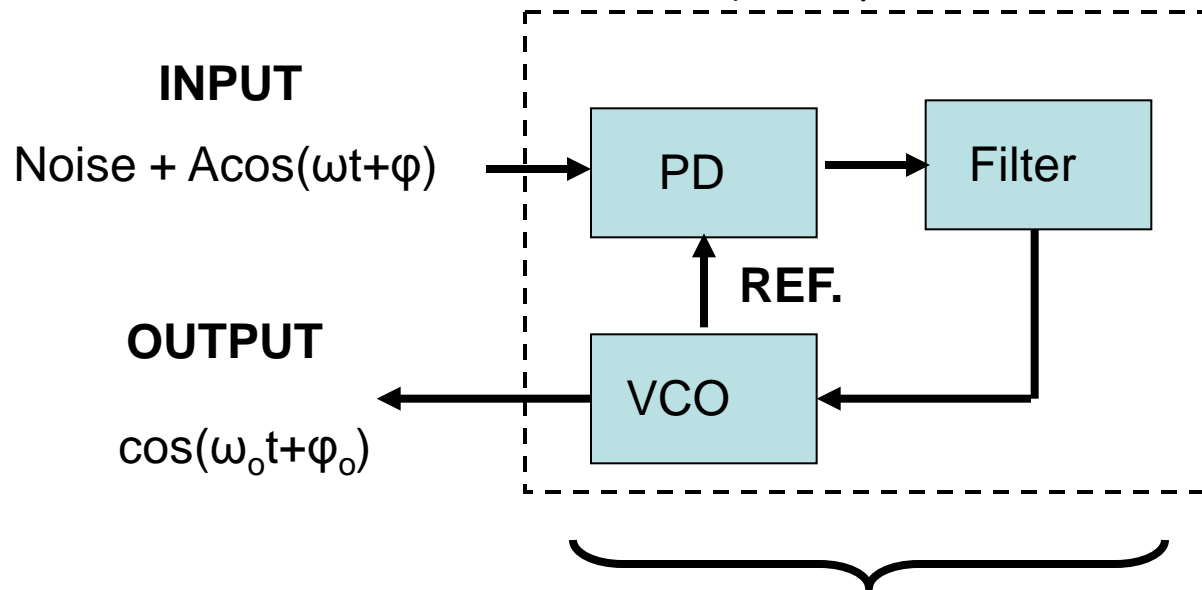 INPUT
Noise + Acos(ωt+φ)
PD
Filter
REF.
OUTPUT
VCO
cos(ωₒt+φₒ)